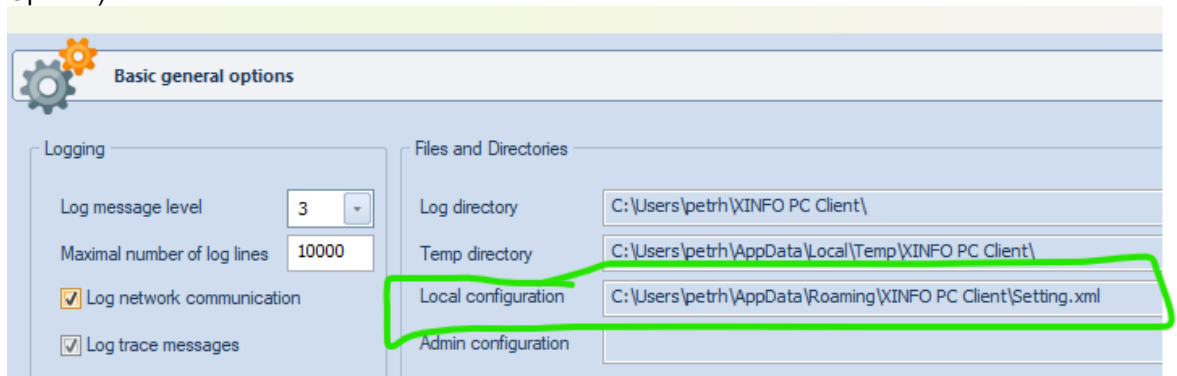 Basic general options
Logging
Log message level 3
Maximal number of log lines 10000
Log network communication
Log trace messages
Files and Directories
Log directory C:\Users\petrh\XINFO PC Client\
Temp directory C:\Users\petrh\AppData\Local\Temp\XINFO PC Client\
Local configuration C:\Users\petrh\AppData\Roaming\XINFO PC Client\Setting.xml
Admin configuration